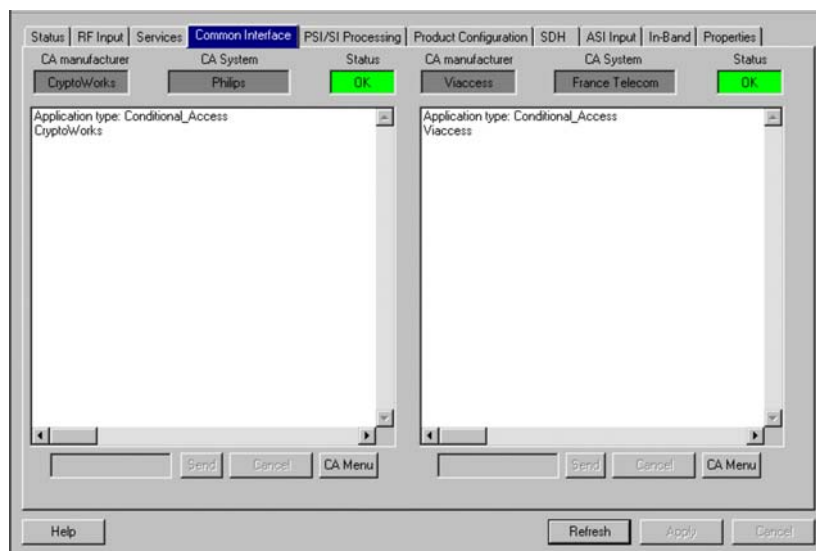 Status RF Input Services Common Interface PSI/SI Processing Product Configuration SDH ASI Input In-Band Properties
CA manufacturer CA System Status CA manufacturer CA System Status
CryptoWorks Philips OK Viaccess France Telecom OK
Application type: Conditional_Access
CryptoWorks
Application type: Conditional_Access
Viaccess
Send Cancel CA Menu Send Cancel CA Menu
Help Refresh Apply Cancel